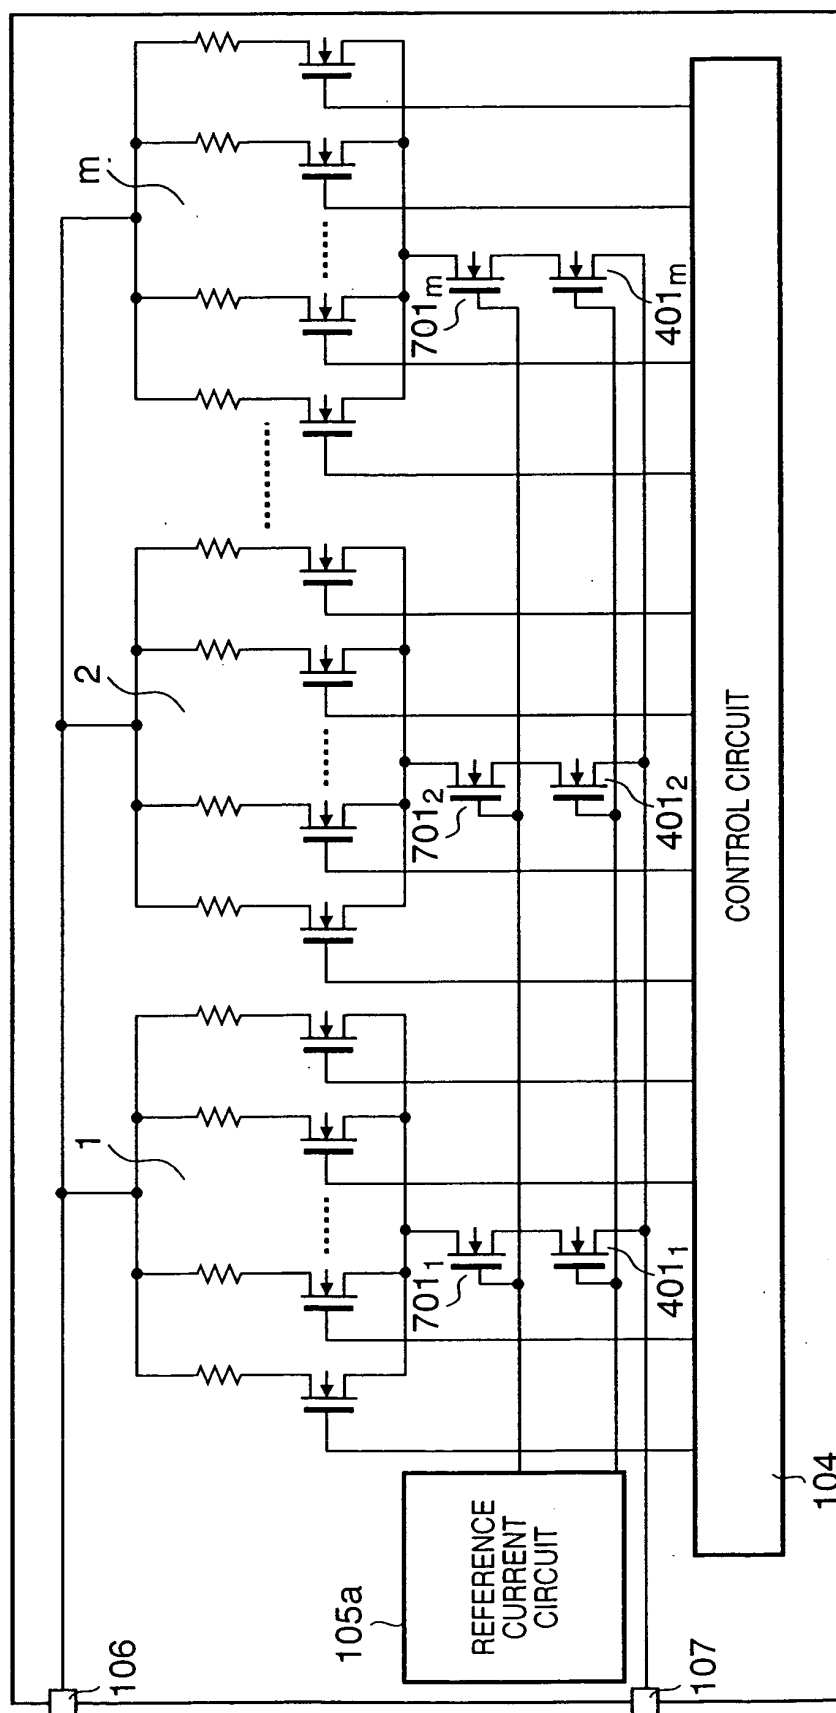 1
2
m
701₁
401₁
701₂
401₂
701ₘ
401ₘ
105a
REFERENCE
CURRENT
CIRCUIT
CONTROL CIRCUIT
104
106
107